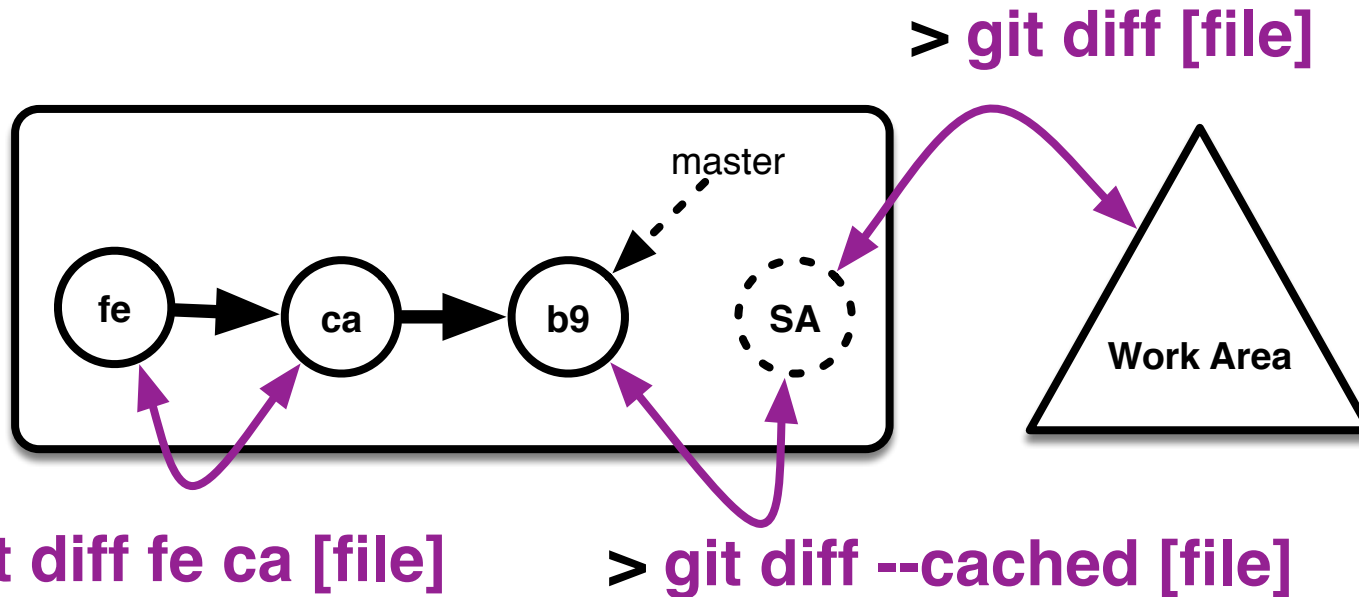 > git diff [file]
master
fe
ca
b9
SA
Work Area
t diff fe ca [file]
> git diff --cached [file]